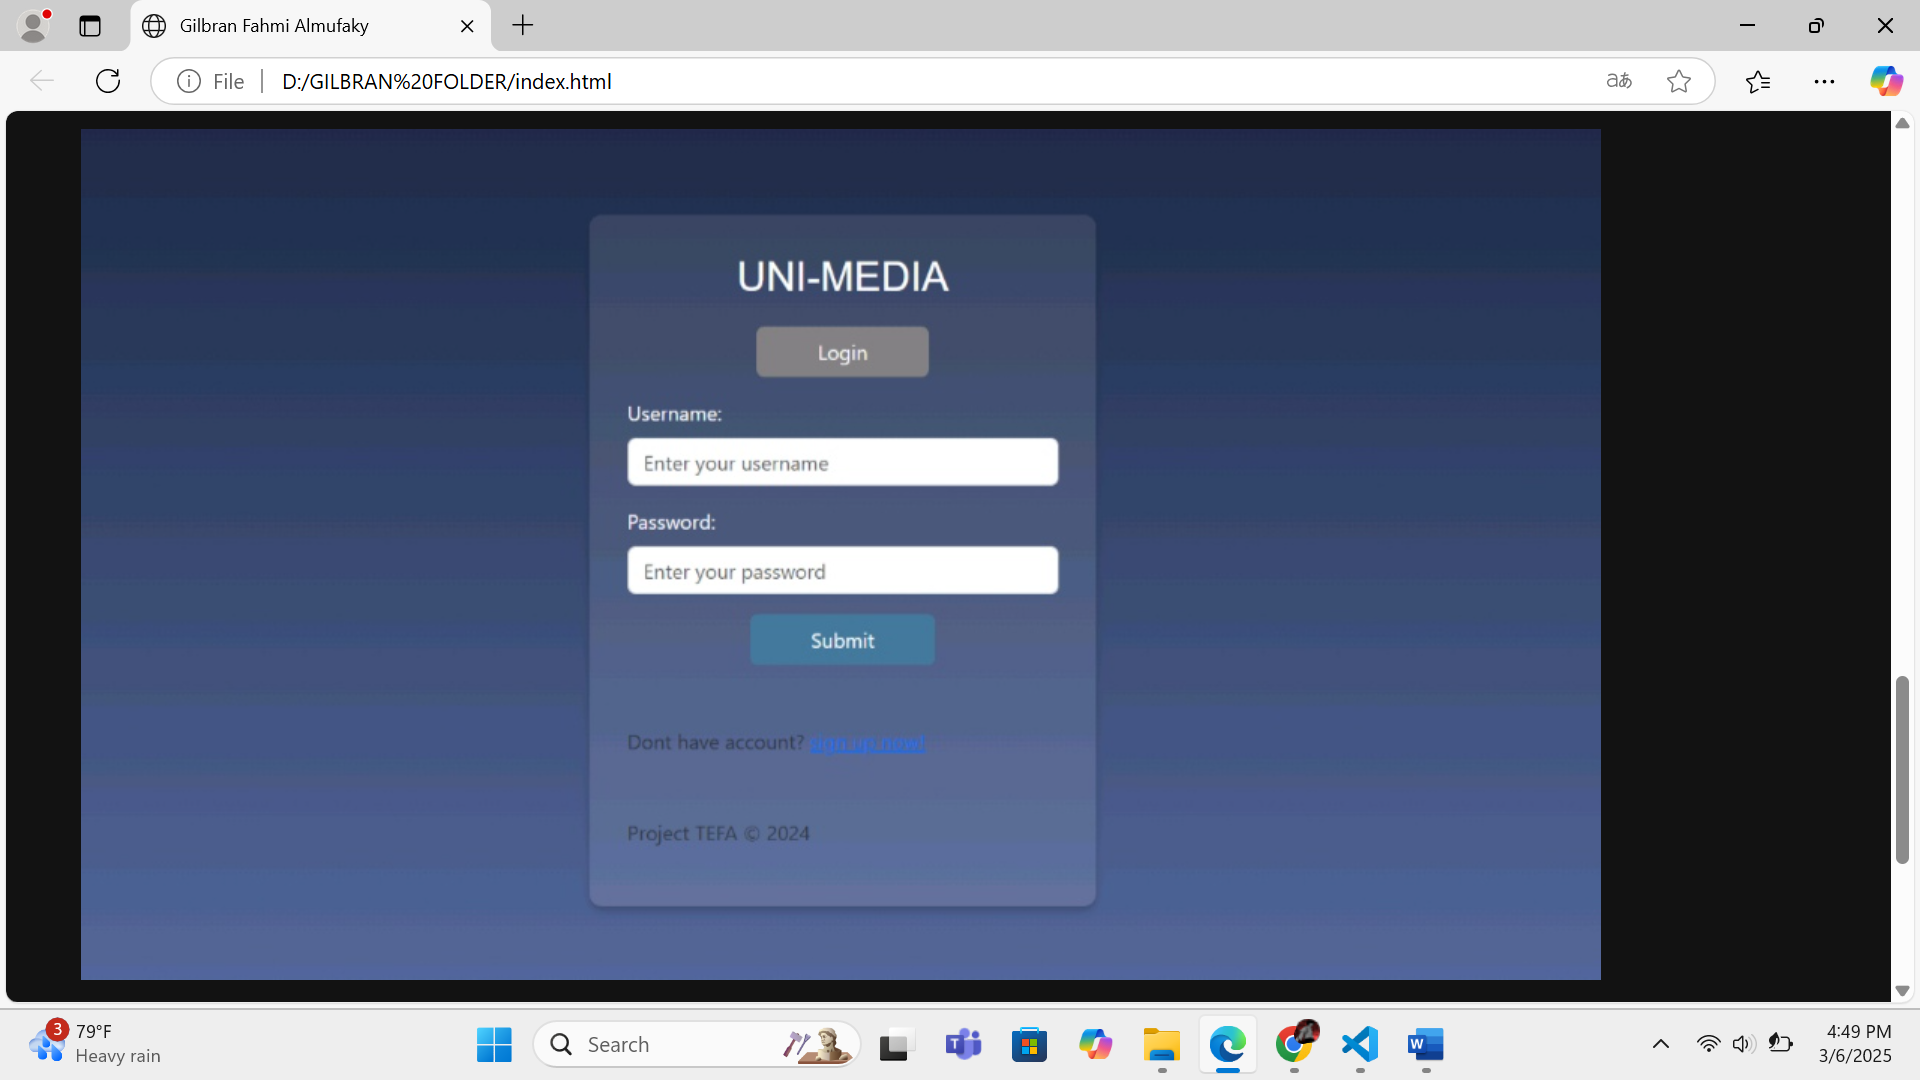 Gilbran Fahmi Almufaky
File
D:/GILBRAN%20FOLDER/index.html
aあ
UNI-MEDIA
Login
Username:
Enter your username
Password:
Enter your password
Submit
Dont have account? sign up now!
Project TEFA © 2024
3
79°F
Heavy rain
Search
4:49 PM
3/6/2025